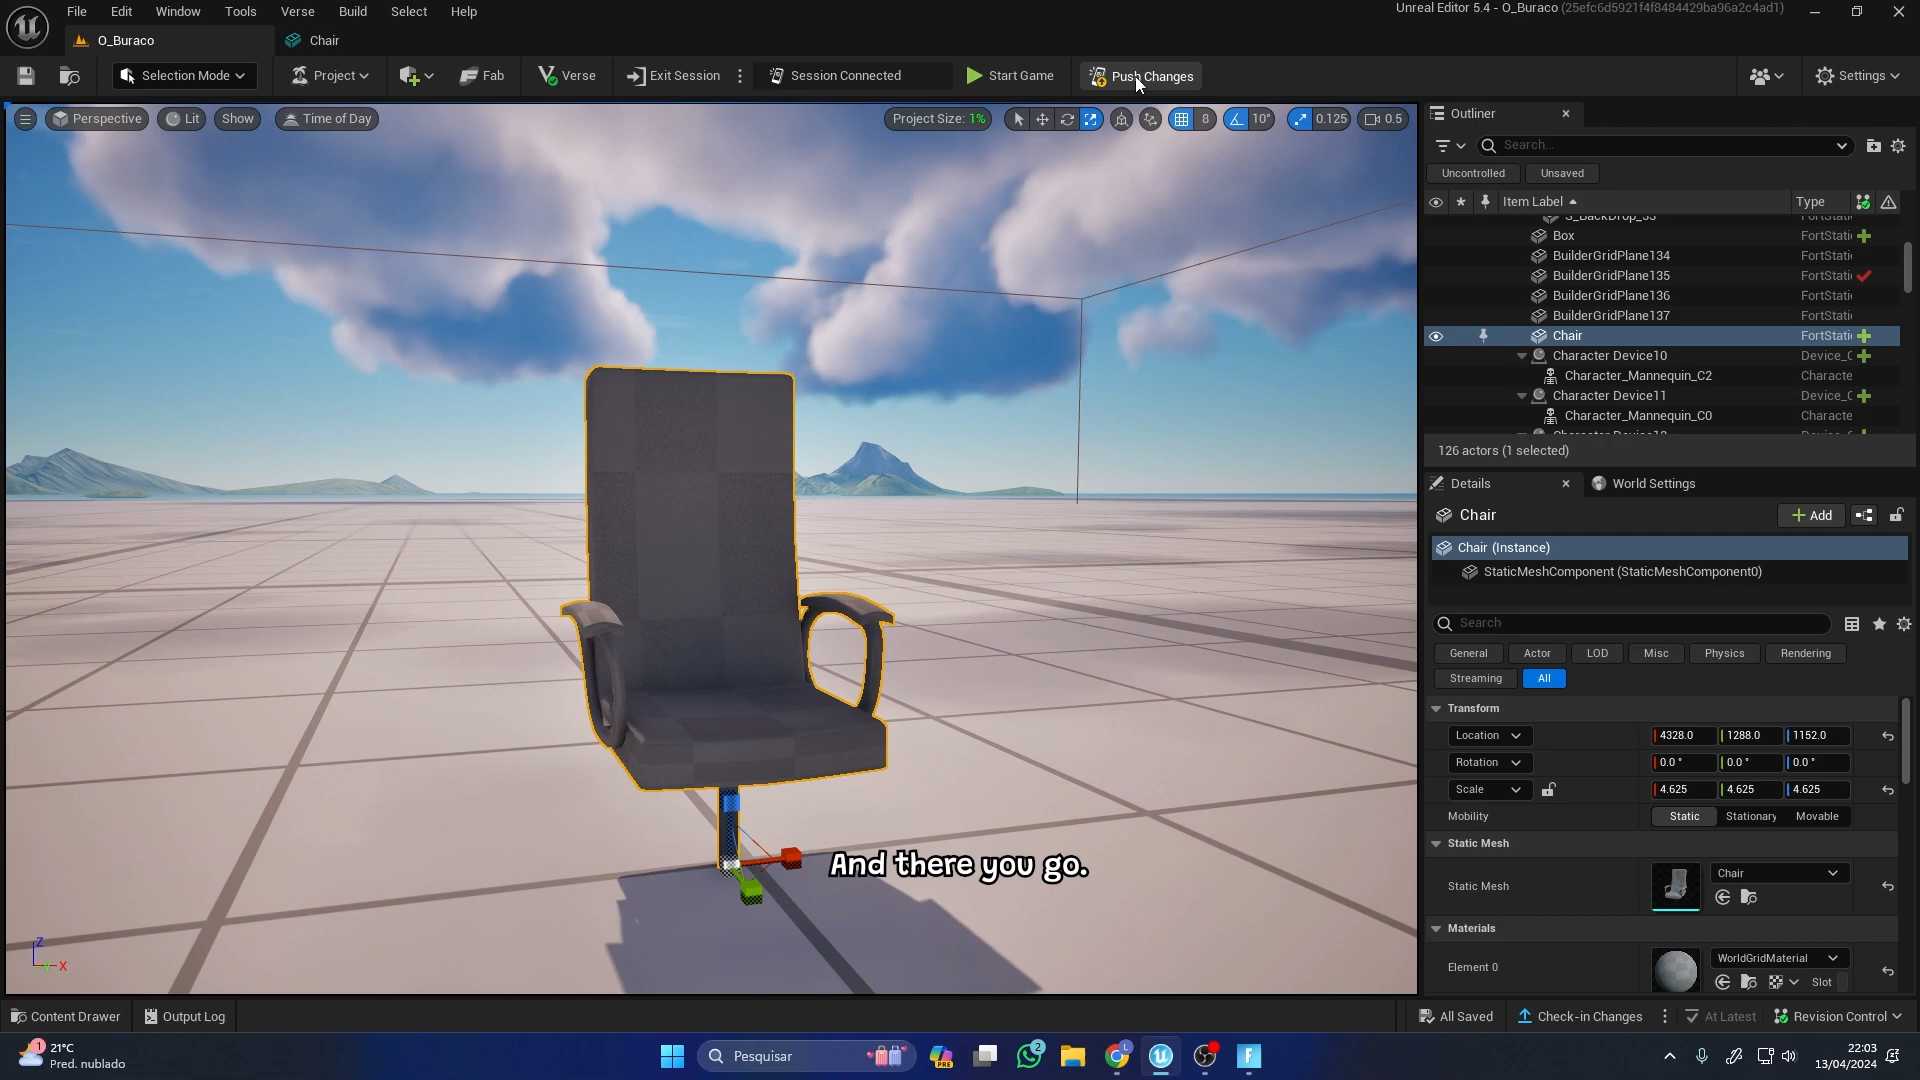 File Edit Window Tools Verse Build Select Help
Unreal Editor 5.4 - O_Buraco (25efc6d5921f4f8484429ba96a2c4ad1)
O_Buraco
Chair
Selection Mode
Project
Fab
Verse
Exit Session
Session Connected
Start Game
Push Changes
Settings
Perspective
Lit
Show
Time of Day
Project Size: 1%
8
10°
0.125
0.5
Outliner
Search...
Uncontrolled
Unsaved
Item Label
Type
S_BackDrop_33 FortStati
Box FortStati
BuilderGridPlane134 FortStati
BuilderGridPlane135 FortStati
BuilderGridPlane136 FortStati
BuilderGridPlane137 FortStati
Chair FortStati
Character Device10 Device_C
Character_Mannequin_C2 Characte
Character Device11 Device_C
Character_Mannequin_C0 Characte
126 actors (1 selected)
Details
World Settings
Chair
Add
Chair (Instance)
StaticMeshComponent (StaticMeshComponent0)
Search
General Actor LOD Misc Physics Rendering
Streaming All
Transform
Location 4328.0 1288.0 1152.0
Rotation 0.0 ° 0.0 ° 0.0 °
Scale 4.625 4.625 4.625
Mobility Static Stationary Movable
Static Mesh
Static Mesh Chair
Materials
Element 0 WorldGridMaterial
Slot
And there you go.
Z
Y
X
Content Drawer
Output Log
All Saved
Check-in Changes
At Latest
Revision Control
1
21°C
Pred. nublado
Pesquisar
PRE
2
L
22:03
13/04/2024